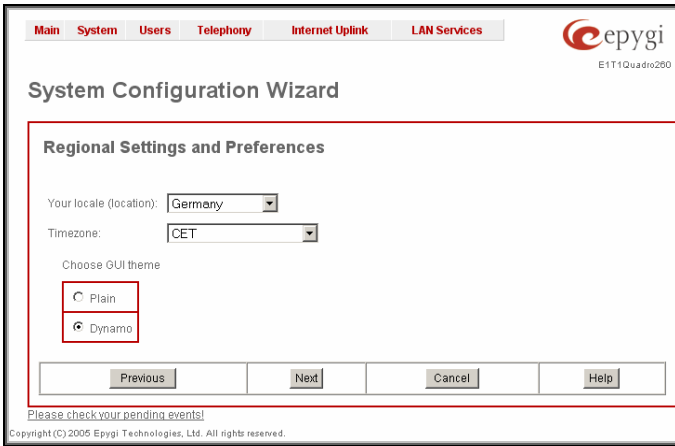 Main System Users Telephony Internet Uplink LAN Services
epygi
E1T1Quadro260
System Configuration Wizard
Regional Settings and Preferences
Your locale (location): Germany
Timezone: CET
Choose GUI theme
Plain
Dynamo
Previous Next Cancel Help
Please check your pending events!
Copyright (C) 2005 Epygi Technologies, Ltd. All rights reserved.